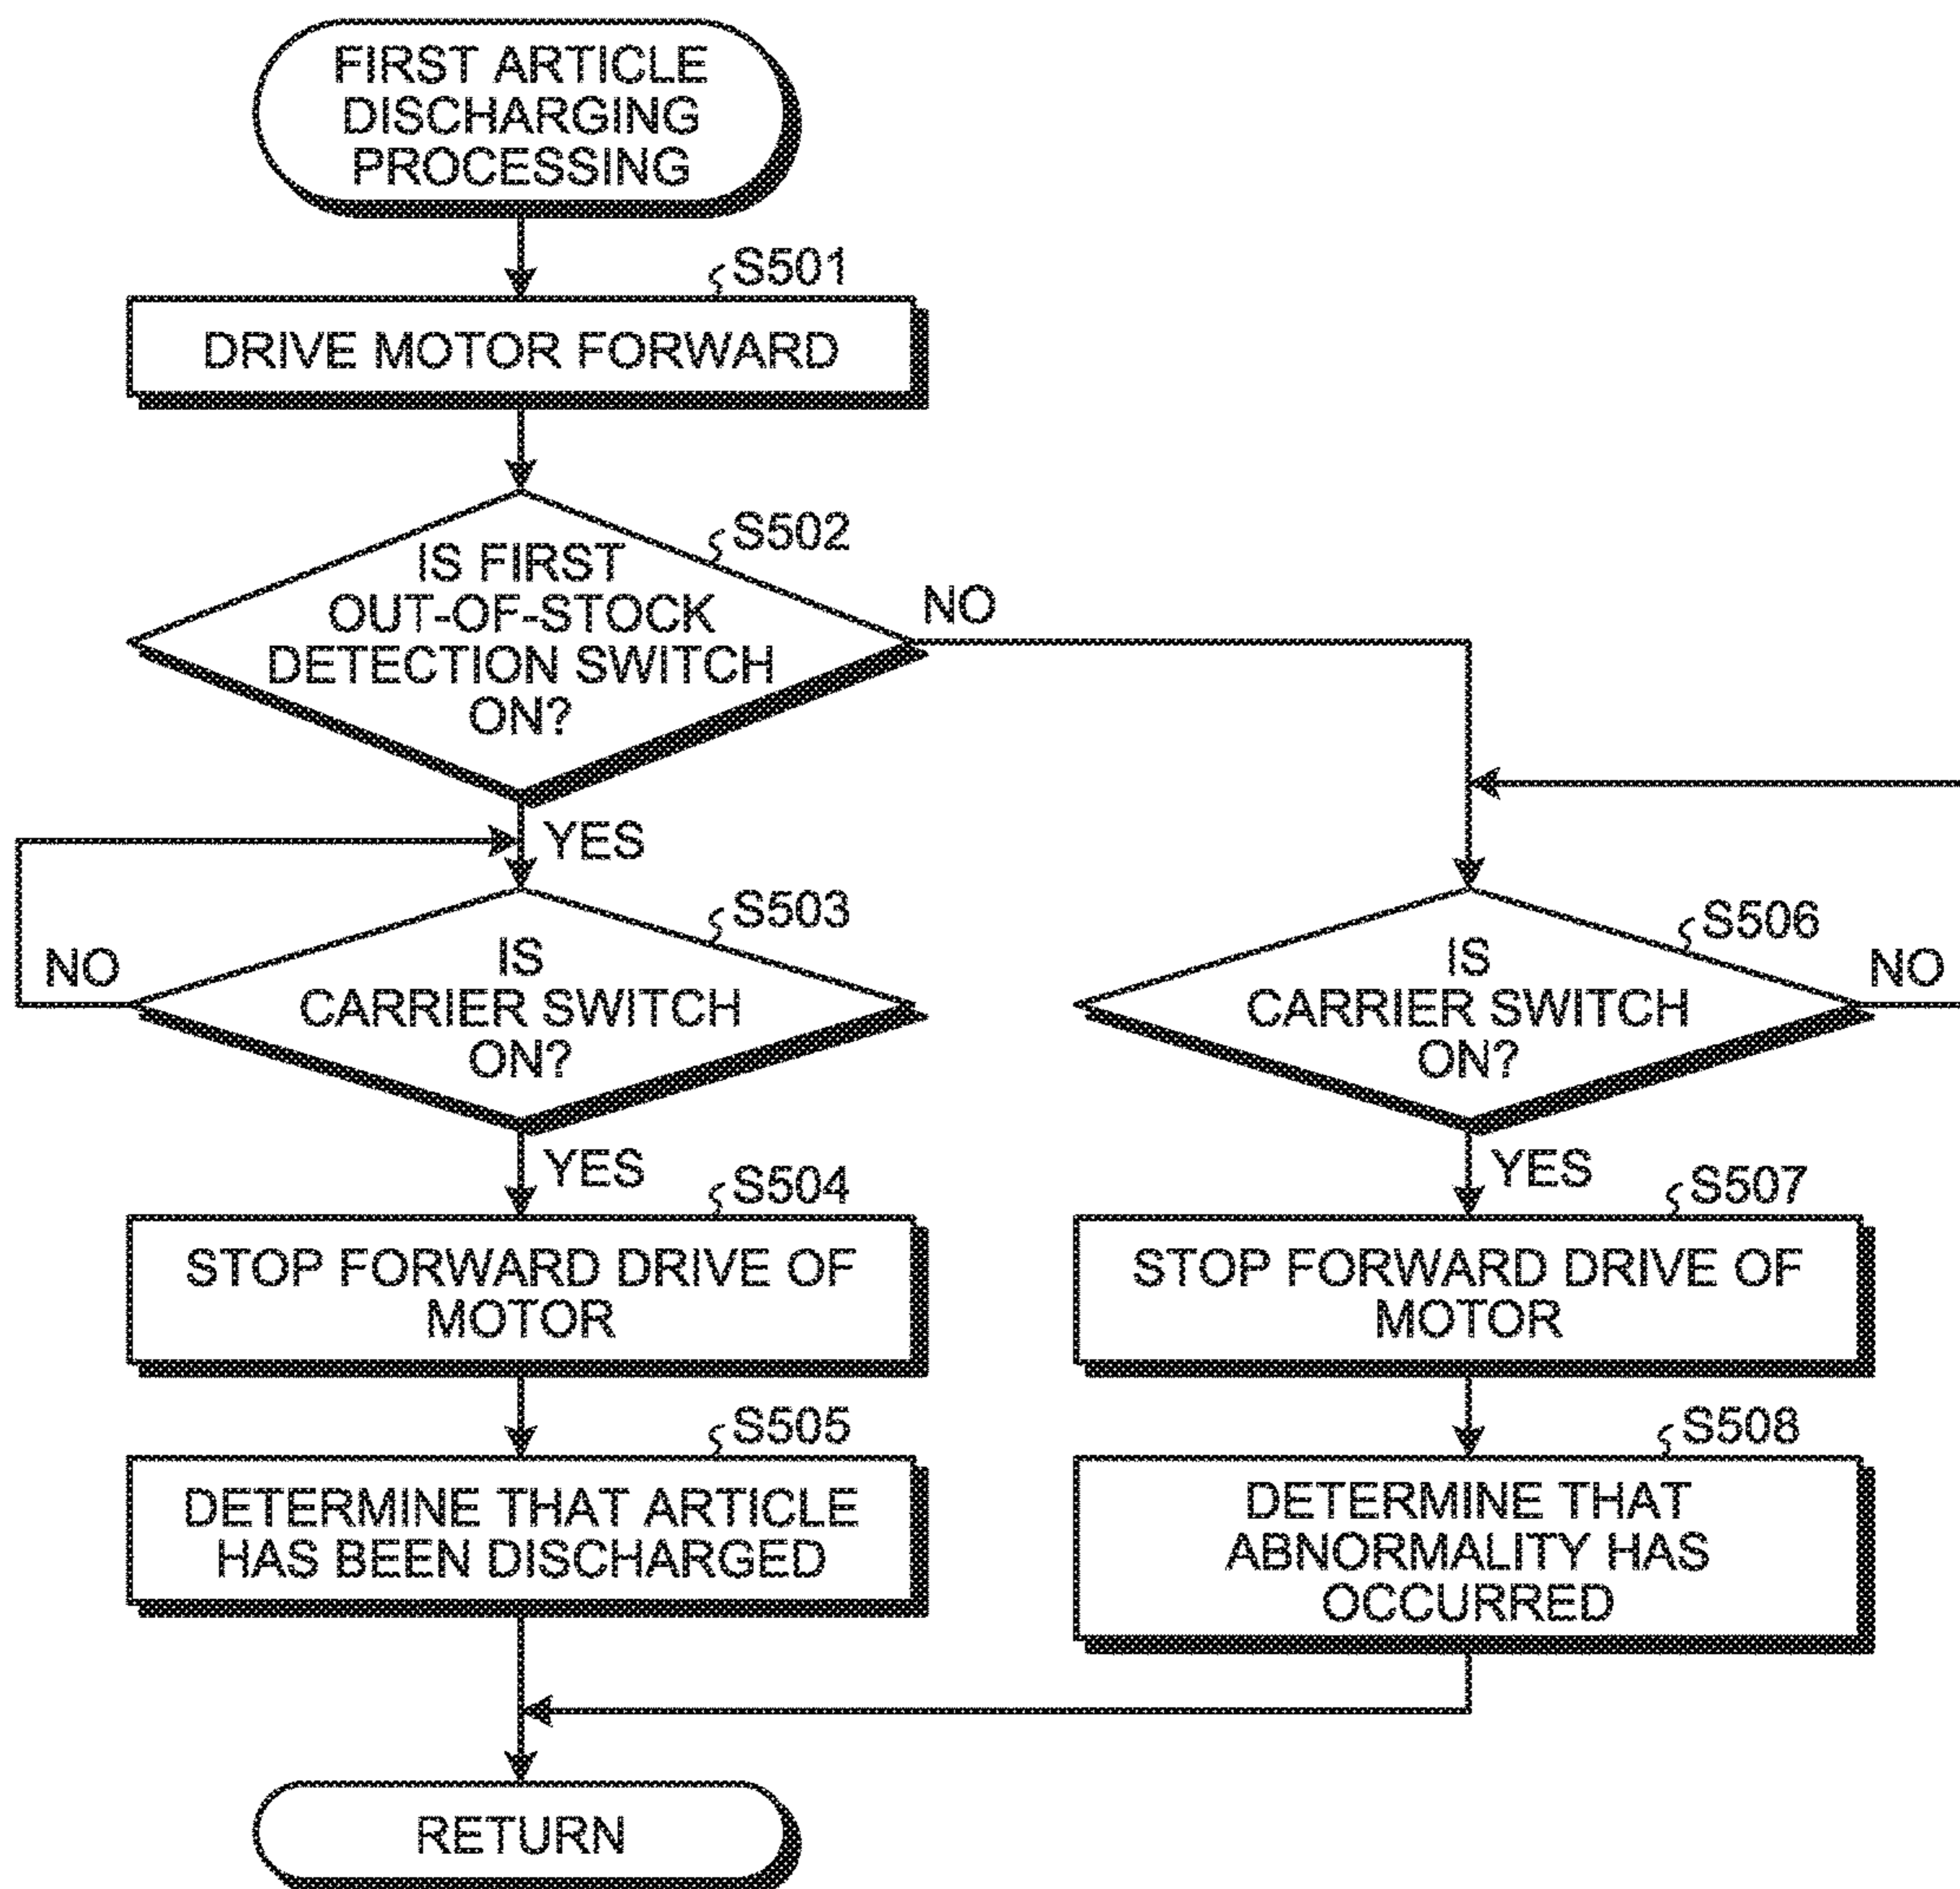 FIRST ARTICLE
DISCHARGING
PROCESSING
S501
DRIVE MOTOR FORWARD
S502
IS FIRST
OUT-OF-STOCK
DETECTION SWITCH
ON?
NO
YES
S503
IS
CARRIER SWITCH
ON?
NO
YES
S504
STOP FORWARD DRIVE OF
MOTOR
S505
DETERMINE THAT ARTICLE
HAS BEEN DISCHARGED
S506
IS
CARRIER SWITCH
ON?
NO
YES
S507
STOP FORWARD DRIVE OF
MOTOR
S508
DETERMINE THAT
ABNORMALITY HAS
OCCURRED
RETURN